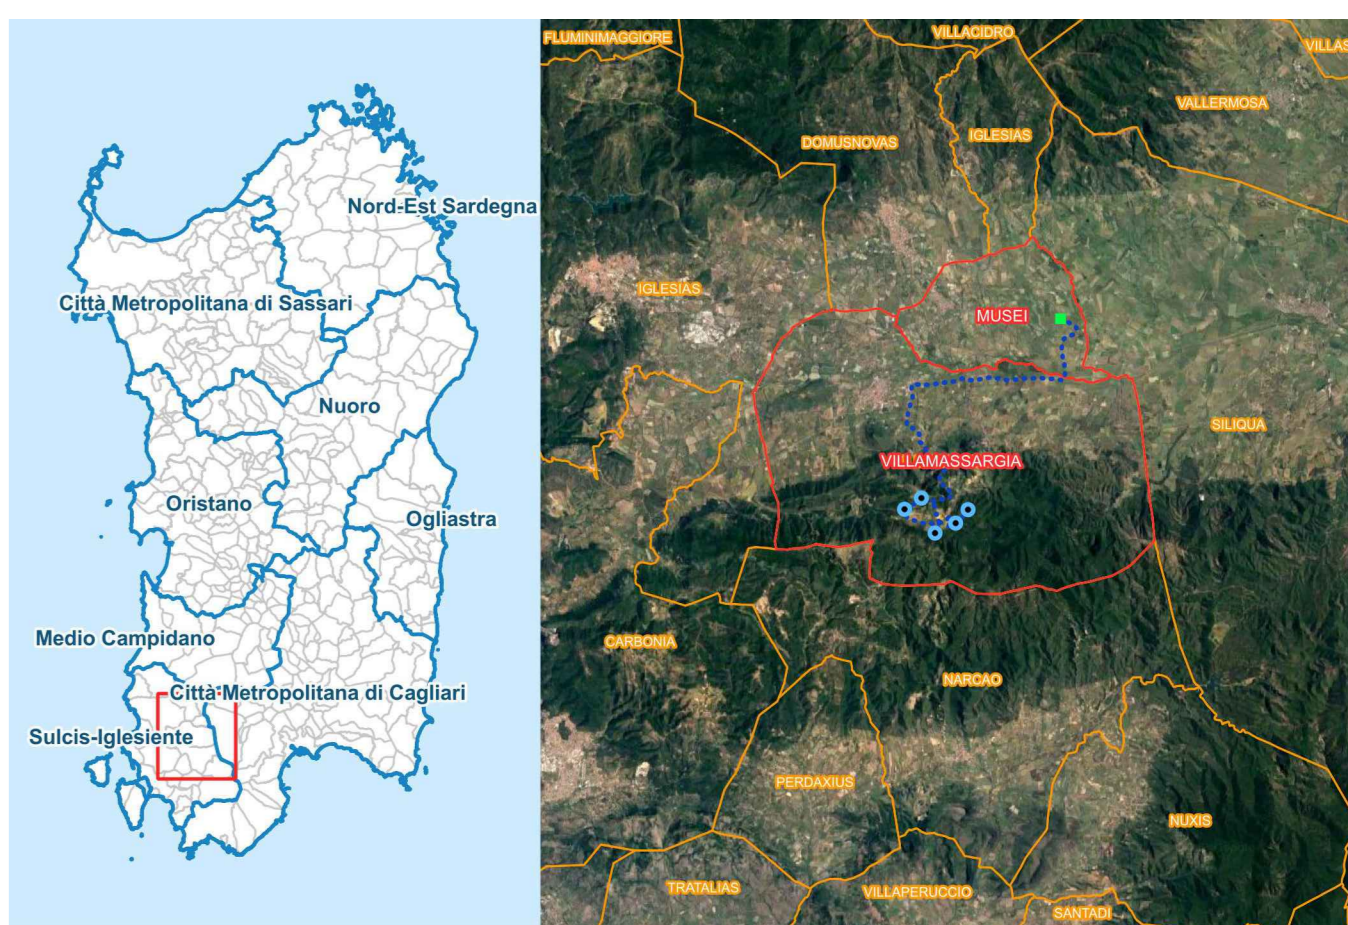 Nord-Est Sardegna
Città Metropolitana di Sassari
Nuoro
Oristano
Ogliastra
Medio Campidano
Città Metropolitana di Cagliari
Sulcis-Iglesiente
FLUMINIMAGGIORE
VILLACIDRO
VILLAS
VALLERMOSA
DOMUSNOVAS
IGLESIAS
IGLESIAS
MUSEI
SILIQUA
VILLAMASSARGIA
CARBONIA
NARCAO
PERDAXIUS
NUXIS
TRATALIAS
VILLAPERUCCIO
SANTADI